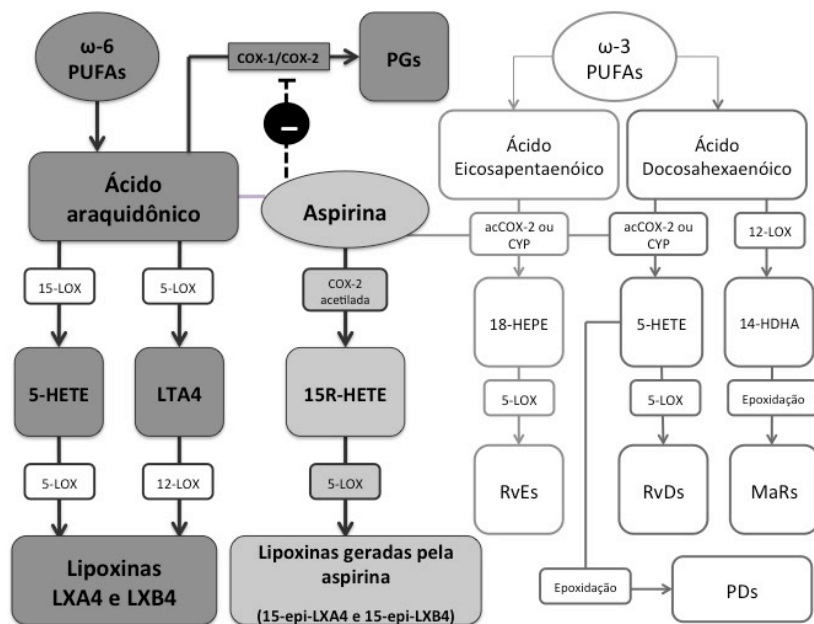 ω-6
PUFAs
COX-1/COX-2
PGs
ω-3
PUFAs
Ácido
araquidônico
Aspirina
Ácido
Eicosapentaenóico
Ácido
Docosahexaenóico
15-LOX
5-LOX
COX-2
acetilada
acCOX-2 ou
CYP
acCOX-2 ou
CYP
12-LOX
5-HETE
LTA4
15R-HETE
18-HEPE
5-HETE
14-HDHA
5-LOX
12-LOX
5-LOX
5-LOX
5-LOX
Epoxidação
RvEs
RvDs
MaRs
Lipoxinas
LXA4 e LXB4
Lipoxinas geradas pela
aspirina
(15-epi-LXA4 e 15-epi-LXB4)
Epoxidação
PDs